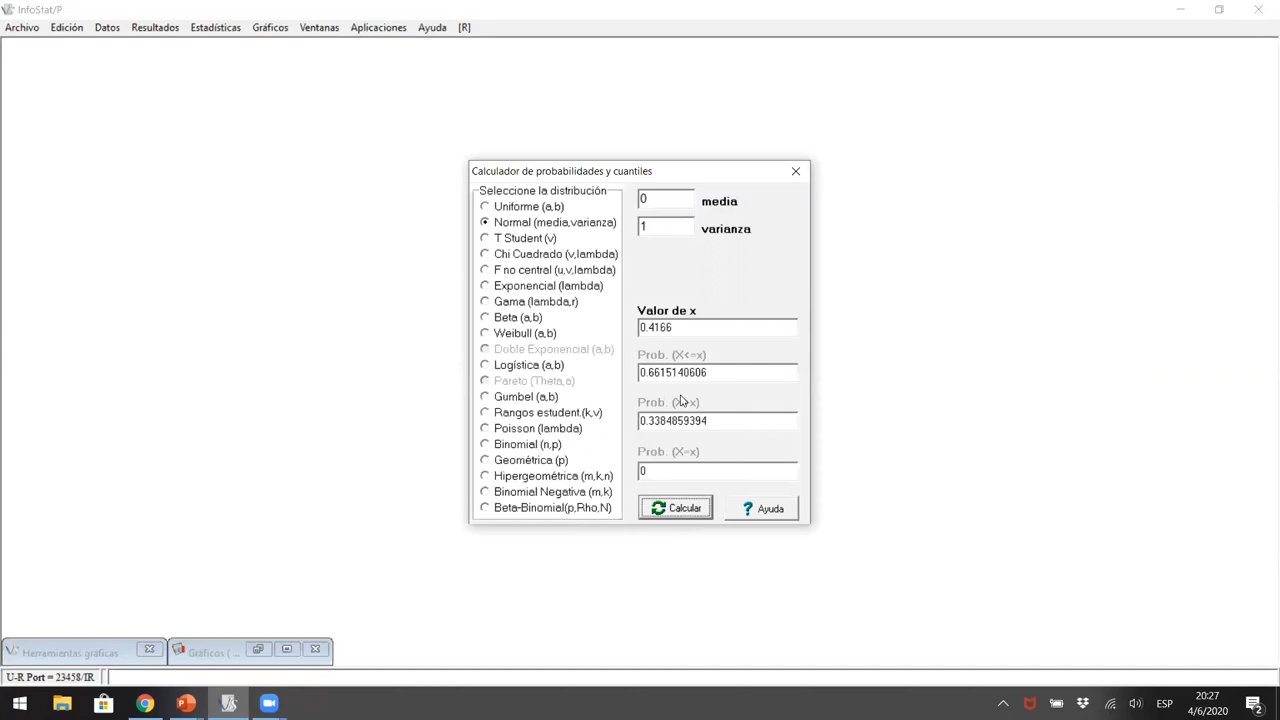 InfoStat/P
Archivo Edición Datos Resultados Estadísticas Gráficos Ventanas Aplicaciones Ayuda [R]
Calculador de probabilidades y cuantiles
Seleccione la distribución
Uniforme (a,b)
Normal (media,varianza)
T Student (v)
Chi Cuadrado (v,lambda)
F no central (u,v,lambda)
Exponencial (lambda)
Gama (lambda,r)
Beta (a,b)
Weibull (a,b)
Doble Exponencial (a,b)
Logística (a,b)
Pareto (Theta,a)
Gumbel (a,b)
Rangos estudent.(k,v)
Poisson (lambda)
Binomial (n,p)
Geométrica (p)
Hipergeométrica (m,k,n)
Binomial Negativa (m,k)
Beta-Binomial(p,Rho,N)
0 media
1 varianza
Valor de x
0.4166
Prob. (X<=x)
0.6615140606
Prob.
0.3384859394
Prob. (X=x)
0
Calcular
? Ayuda
Herramientas gráficas
Gráficos ( ...
U-R Port = 23458/IR
ESP
20:27
4/6/2020
2